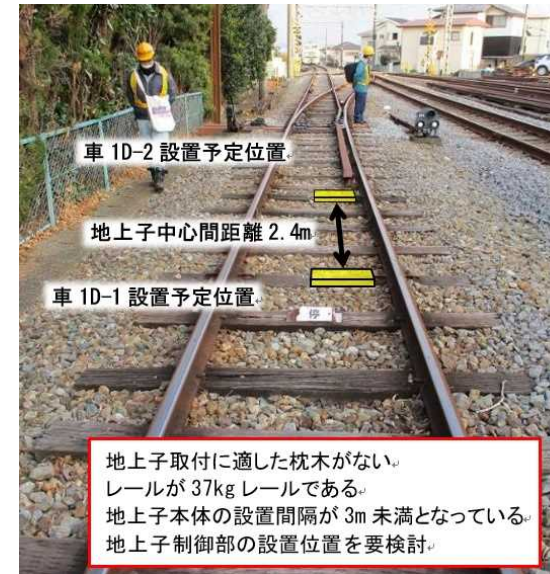 車 1D-2 設置予定位置
地上子中心間距離 2.4m
車 1D-1 設置予定位置
停
地上子取付に適した枕木がない
レールが 37kg レールである
地上子本体の設置間隔が 3m 未満となっている
地上子制御部の設置位置を要検討